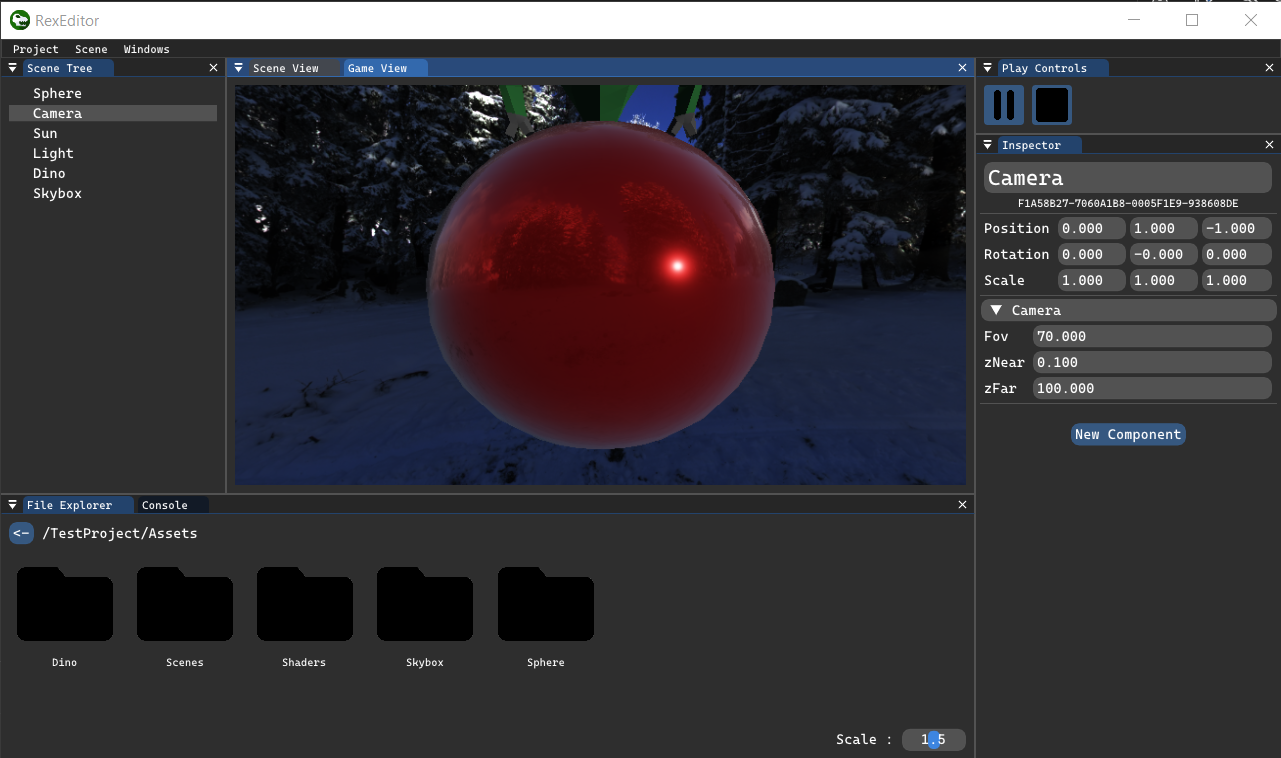 RexEditor
Project Scene Windows
Scene Tree
Sphere
Camera
Sun
Light
Dino
Skybox
Scene View Game View
Play Controls
Inspector
Camera
F1A58B27-7060A1B8-0005F1E9-938608DE
Position 0.000 1.000 -1.000
Rotation 0.000 -0.000 0.000
Scale 1.000 1.000 1.000
Camera
Fov 70.000
zNear 0.100
zFar 100.000
New Component
File Explorer Console
<- /TestProject/Assets
Dino Scenes Shaders Skybox Sphere
Scale : 1.5